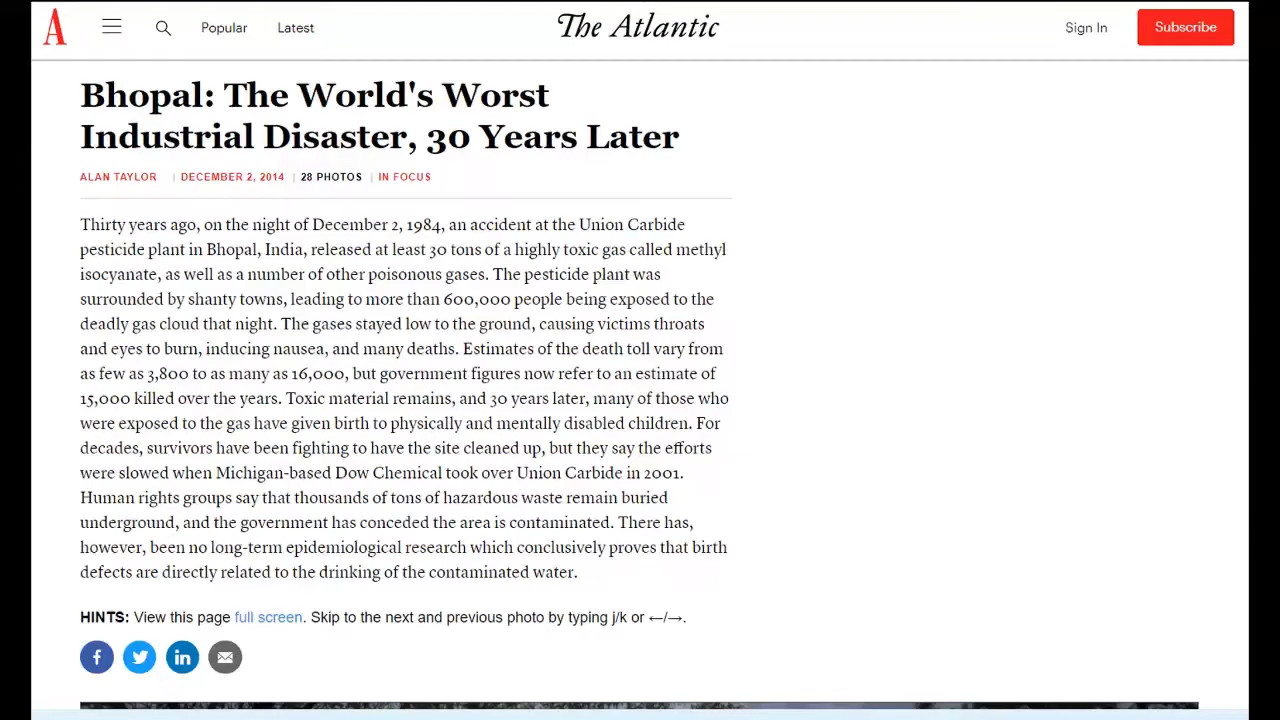 A
Popular
Latest
The Atlantic
Sign In
Subscribe
Bhopal: The World's Worst
Industrial Disaster, 30 Years Later
ALAN TAYLOR | DECEMBER 2, 2014 | 28 PHOTOS | IN FOCUS
Thirty years ago, on the night of December 2, 1984, an accident at the Union Carbide
pesticide plant in Bhopal, India, released at least 30 tons of a highly toxic gas called methyl
isocyanate, as well as a number of other poisonous gases. The pesticide plant was
surrounded by shanty towns, leading to more than 600,000 people being exposed to the
deadly gas cloud that night. The gases stayed low to the ground, causing victims throats
and eyes to burn, inducing nausea, and many deaths. Estimates of the death toll vary from
as few as 3,800 to as many as 16,000, but government figures now refer to an estimate of
15,000 killed over the years. Toxic material remains, and 30 years later, many of those who
were exposed to the gas have given birth to physically and mentally disabled children. For
decades, survivors have been fighting to have the site cleaned up, but they say the efforts
were slowed when Michigan-based Dow Chemical took over Union Carbide in 2001.
Human rights groups say that thousands of tons of hazardous waste remain buried
underground, and the government has conceded the area is contaminated. There has,
however, been no long-term epidemiological research which conclusively proves that birth
defects are directly related to the drinking of the contaminated water.
HINTS: View this page full screen. Skip to the next and previous photo by typing j/k or ←/→.
f
in